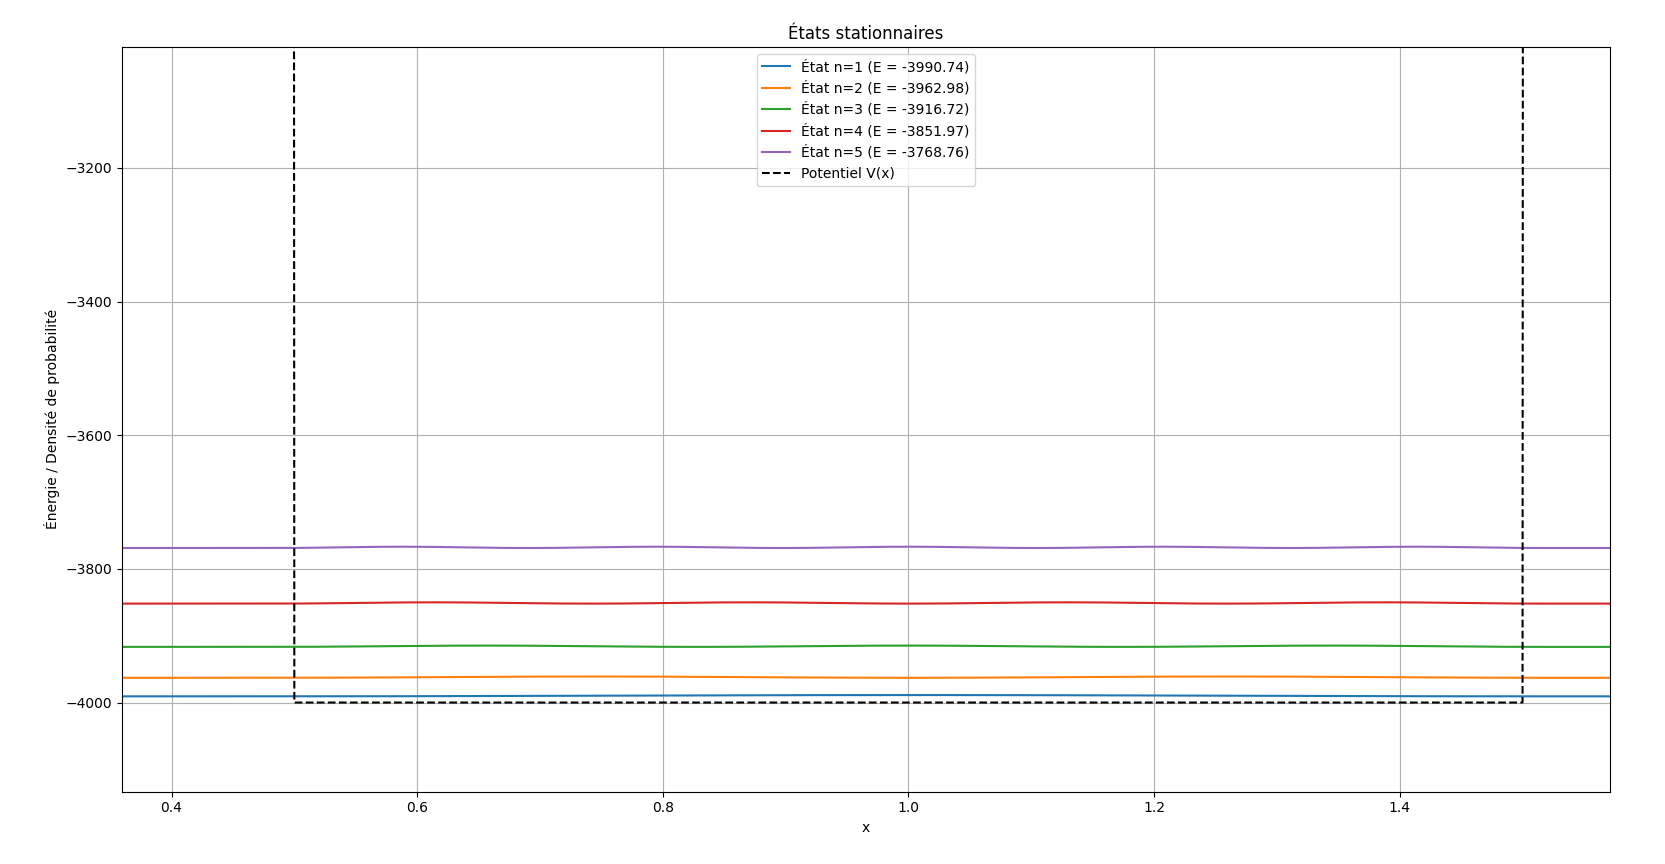 États stationnaires
État n=1 (E = -3990.74)
État n=2 (E = -3962.98)
État n=3 (E = -3916.72)
État n=4 (E = -3851.97)
État n=5 (E = -3768.76)
Potentiel V(x)
Énergie / Densité de probabilité
−3200
−3400
−3600
−3800
−4000
0.4 0.6 0.8 1.0 1.2 1.4
x